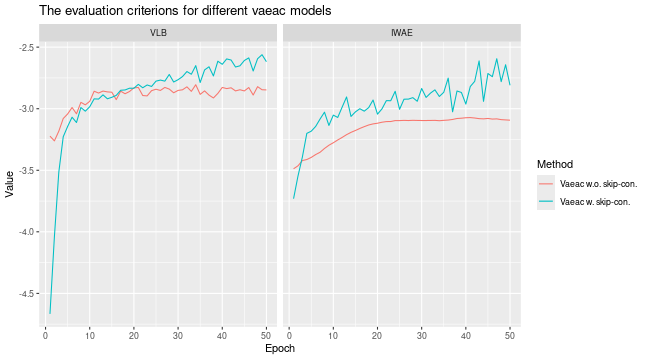 The evaluation criterions for different vaeac models
VLB
IWAE
-2.5
-3.0
-3.5
-4.0
-4.5
Value
0 10 20 30 40 50
0 10 20 30 40 50
Epoch
Method
Vaeac w.o. skip-con.
Vaeac w. skip-con.